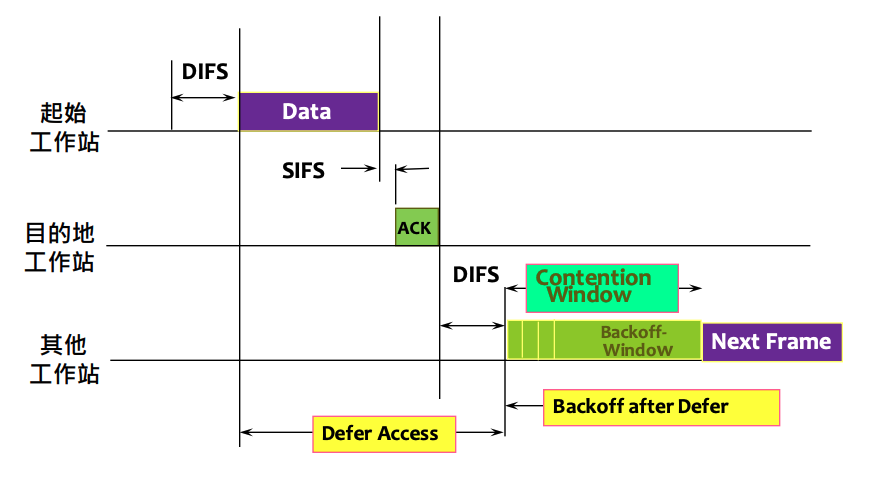 DIFS
起始
工作站
Data
SIFS
目的地
工作站
ACK
DIFS
Contention
Window
其他
工作站
Backoff-
Window
Next Frame
Backoff after Defer
Defer Access